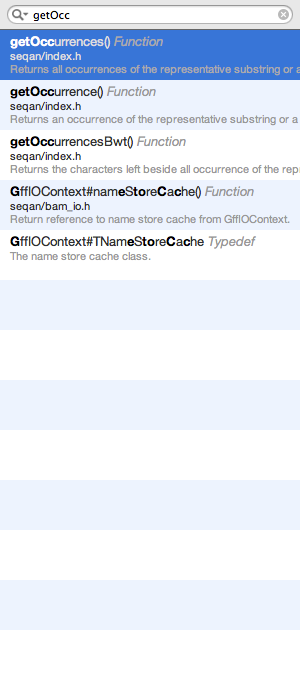 getOcc
getOccurrences() Function
seqan/index.h
Returns all occurrences of the representative substring or a
getOccurrence() Function
Returns an occurrence of the representative substring or a
getOccurrencesBwt() Function
seqan/index.h
Returns the characters left beside all occurrence of the rep
GffIOContext#nameStoreCache() Function
seqan/bam_io.h
Return reference to name store cache from GffIOContext.
GffIOContext#TNameStoreCache Typedef
The name store cache class.